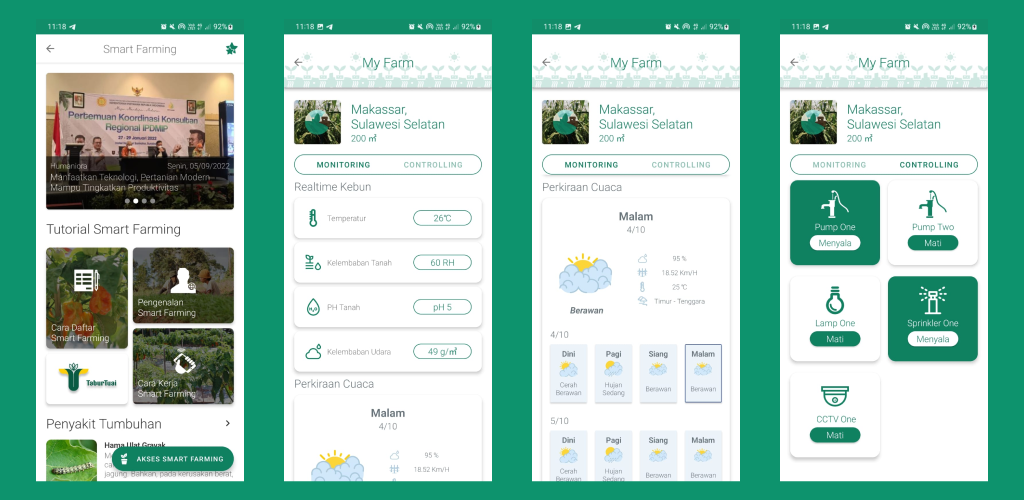 11:18
92%
Smart Farming
Pertemuan Koordinasi Konsultan
Regional IPDMIP
Humaniora
Senin, 05/09/2022
Manfaatkan Teknologi, Pertanian Modern
Mampu Tingkatkan Produktivitas
Tutorial Smart Farming
Cara Daftar
Smart Farming
Pengenalan
Smart Farming
TaburTuai
Cara Kerja
Smart Farming
Penyakit Tumbuhan
Hama Ulat Grayak
AKSES SMART FARMING
jagung. Bahkan, pada kerusakan berat,
11:18
92%
My Farm
Makassar,
Sulawesi Selatan
200 m²
MONITORING
CONTROLLING
Realtime Kebun
Temperatur
26°C
Kelembaban Tanah
60 RH
H₂O
PH Tanah
pH 5
Kelembaban Udara
49 g/m³
Perkiraan Cuaca
Malam
4/10
95 %
18.52 Km/H
11:18
92%
My Farm
Makassar,
Sulawesi Selatan
200 m²
MONITORING
CONTROLLING
Perkiraan Cuaca
Malam
4/10
95 %
18.52 Km/H
25 °C
Timur - Tenggara
Berawan
4/10
Dini
Pagi
Siang
Malam
Cerah
Berawan
Hujan
Sedang
Berawan
Berawan
5/10
Dini
Pagi
Siang
Malam
Cerah
Berawan
Hujan
Sedang
Berawan
Berawan
11:18
92%
My Farm
Makassar,
Sulawesi Selatan
200 m²
MONITORING
CONTROLLING
Pump One
Menyala
Pump Two
Mati
Lamp One
Mati
Sprinkler One
Menyala
CCTV One
Mati